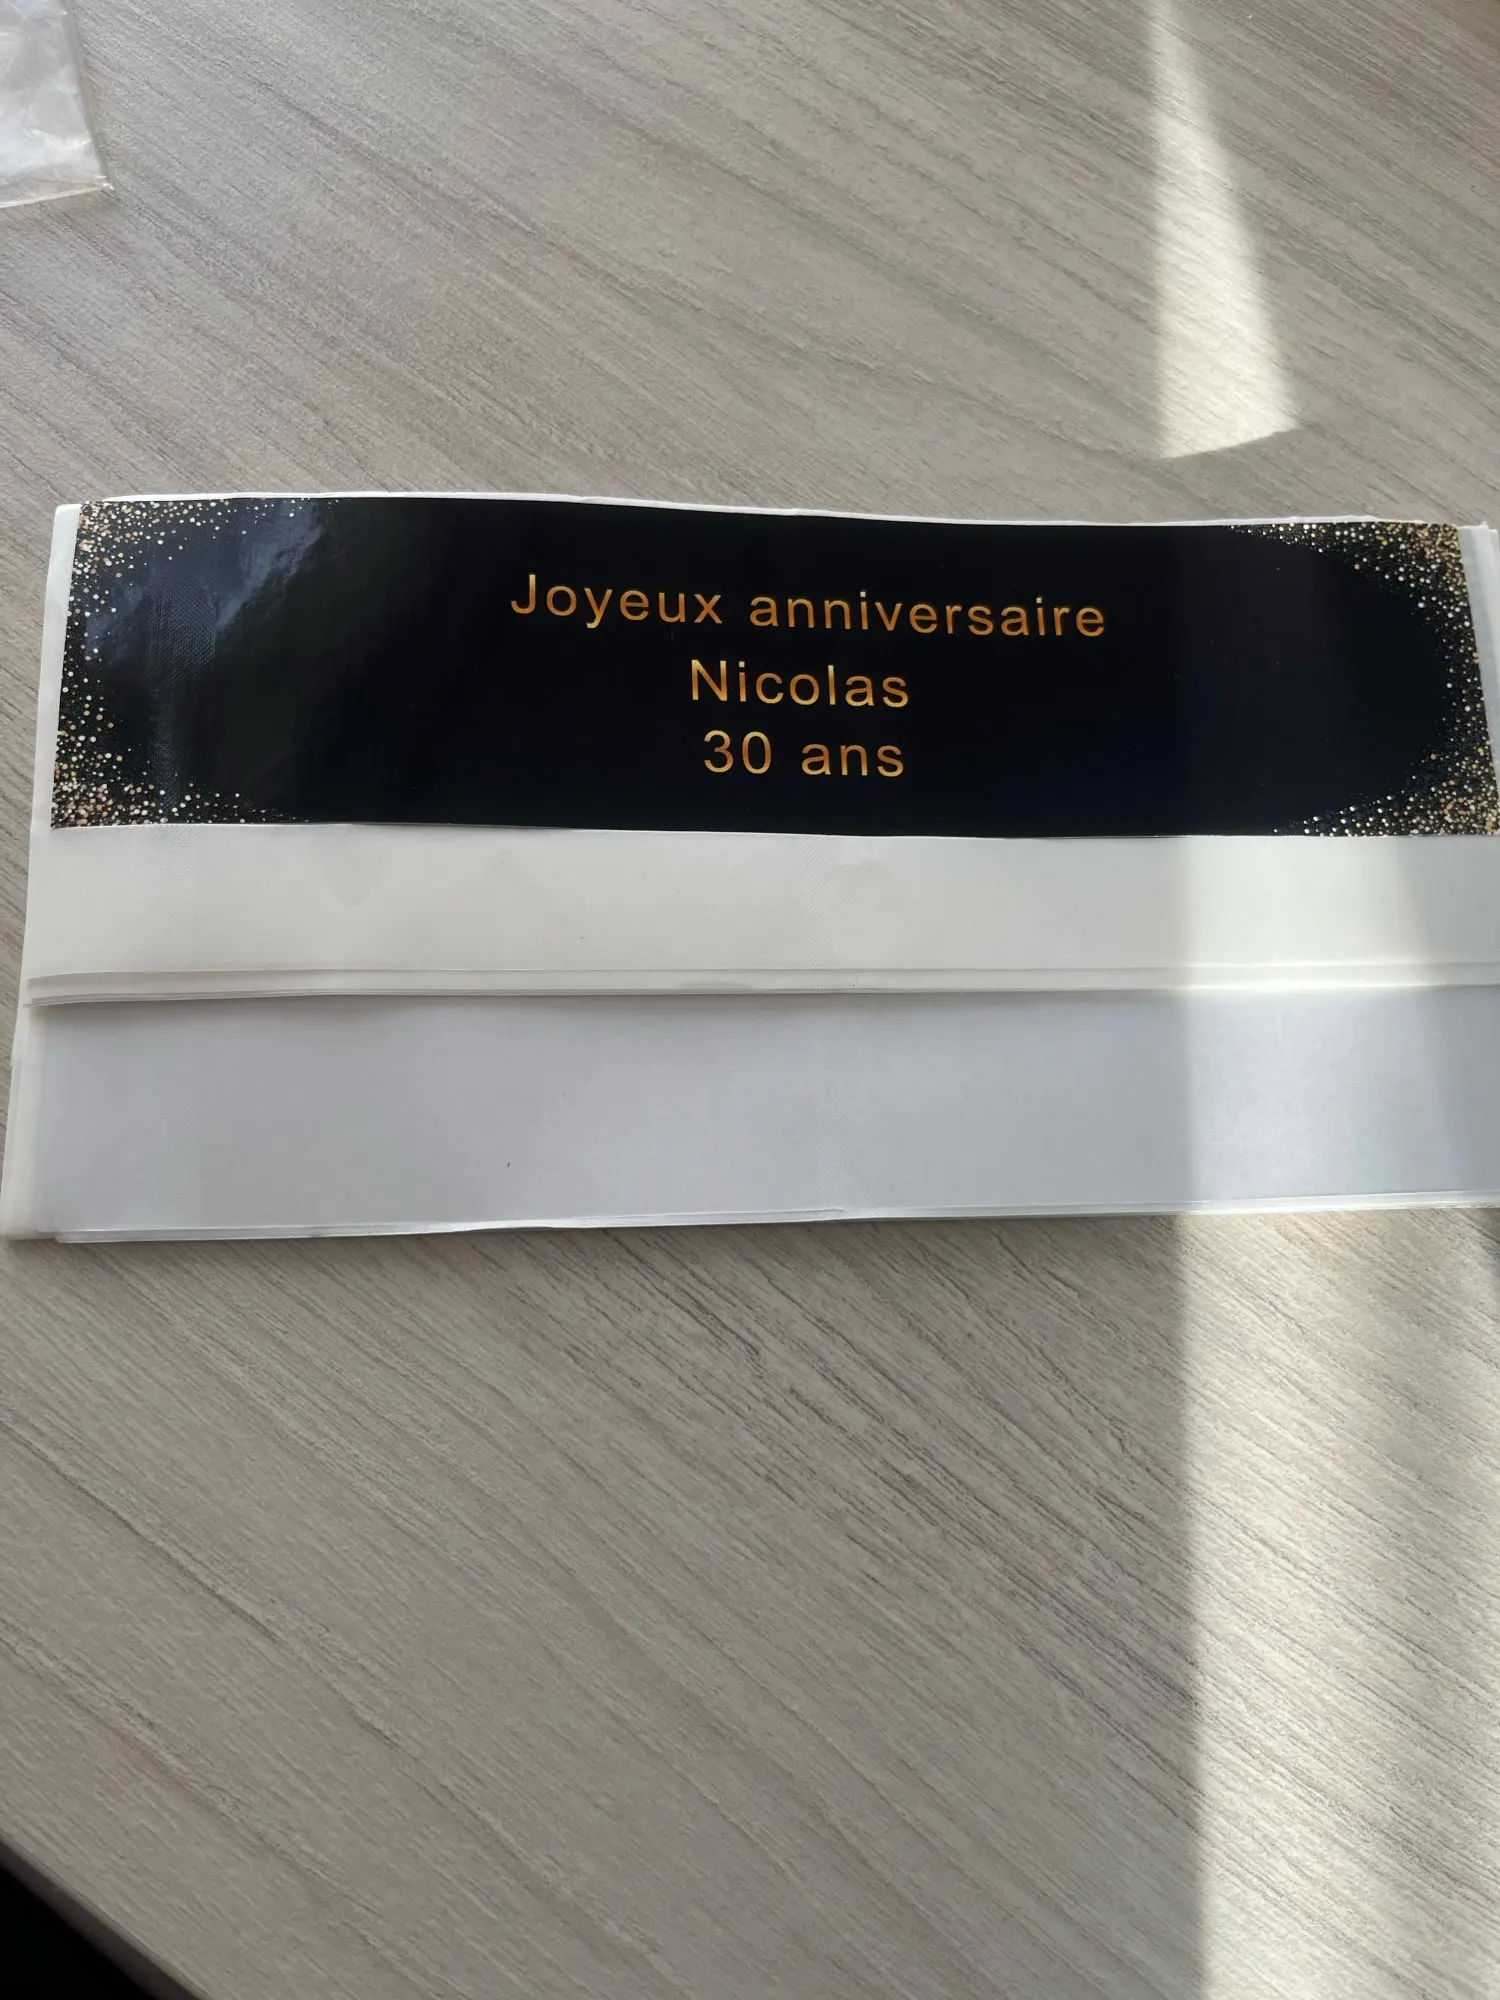 Joyeux anniversaire
Nicolas
30 ans